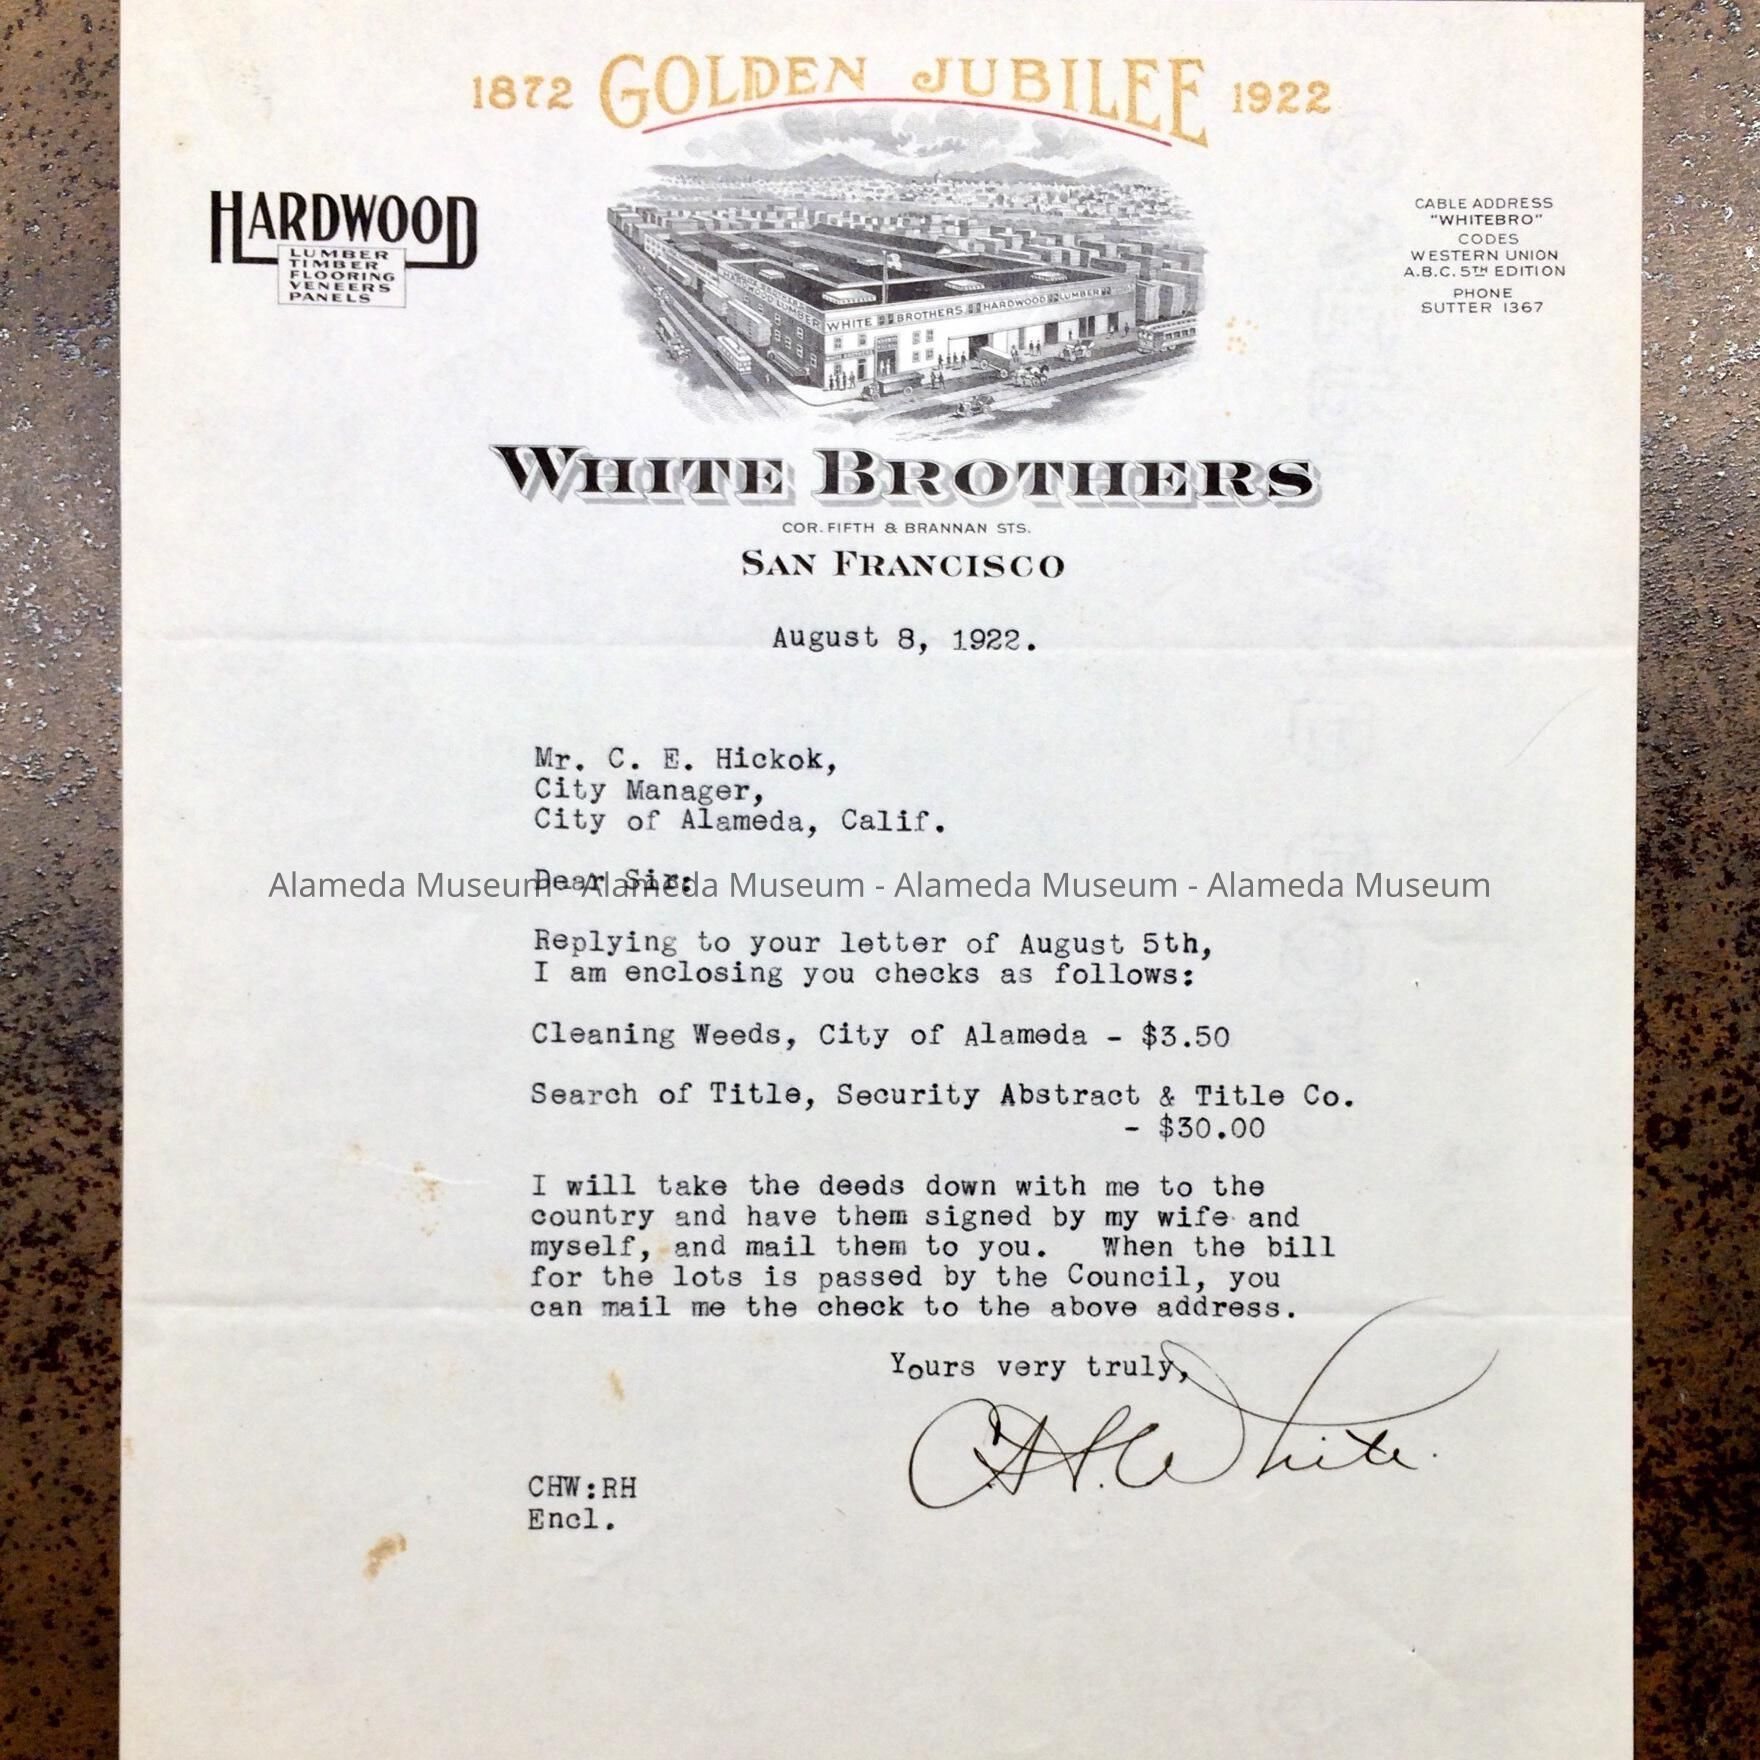 1872 GOLDEN JUBILEE 1922
HARDWOOD
LUMBER
TIMBER
FLOORING
VENEERS
PANELS
CABLE ADDRESS
"WHITEBRO"
CODES
WESTERN UNION
A.B.C. 5TH EDITION
PHONE
SUTTER 1367
WHITE BROTHERS HARDWOOD LUMBER
WHITE BROTHERS
COR. FIFTH & BRANNAN STS.
SAN FRANCISCO
August 8, 1922.
Mr. C. E. Hickok,
City Manager,
City of Alameda, Calif.
Dear Sir:
Alameda Museum - Alameda Museum - Alameda Museum - Alameda Museum
Replying to your letter of August 5th,
I am enclosing you checks as follows:
Cleaning Weeds, City of Alameda - $3.50
Search of Title, Security Abstract & Title Co.
- $30.00
I will take the deeds down with me to the
country and have them signed by my wife and
myself, and mail them to you. When the bill
for the lots is passed by the Council, you
can mail me the check to the above address.
Yours very truly,
C. H. White.
CHW:RH
Encl.